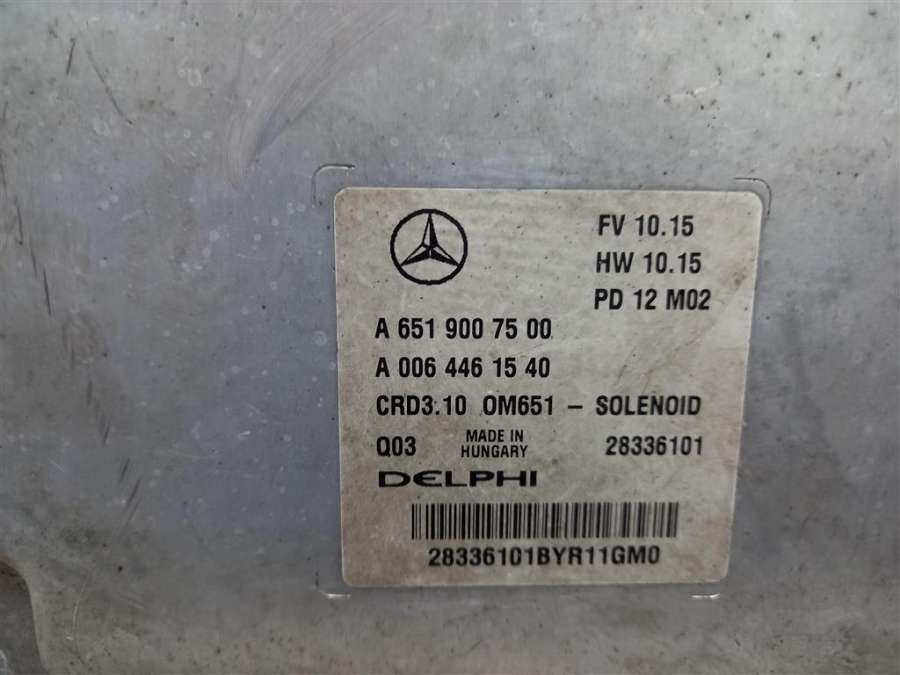 FV 10.15
HW 10.15
PD 12 M02
A 651 900 75 00
A 006 446 15 40
CRD3.10 OM651 – SOLENOID
Q03 MADE IN HUNGARY 28336101
DELPHI
28336101BYR11GM0